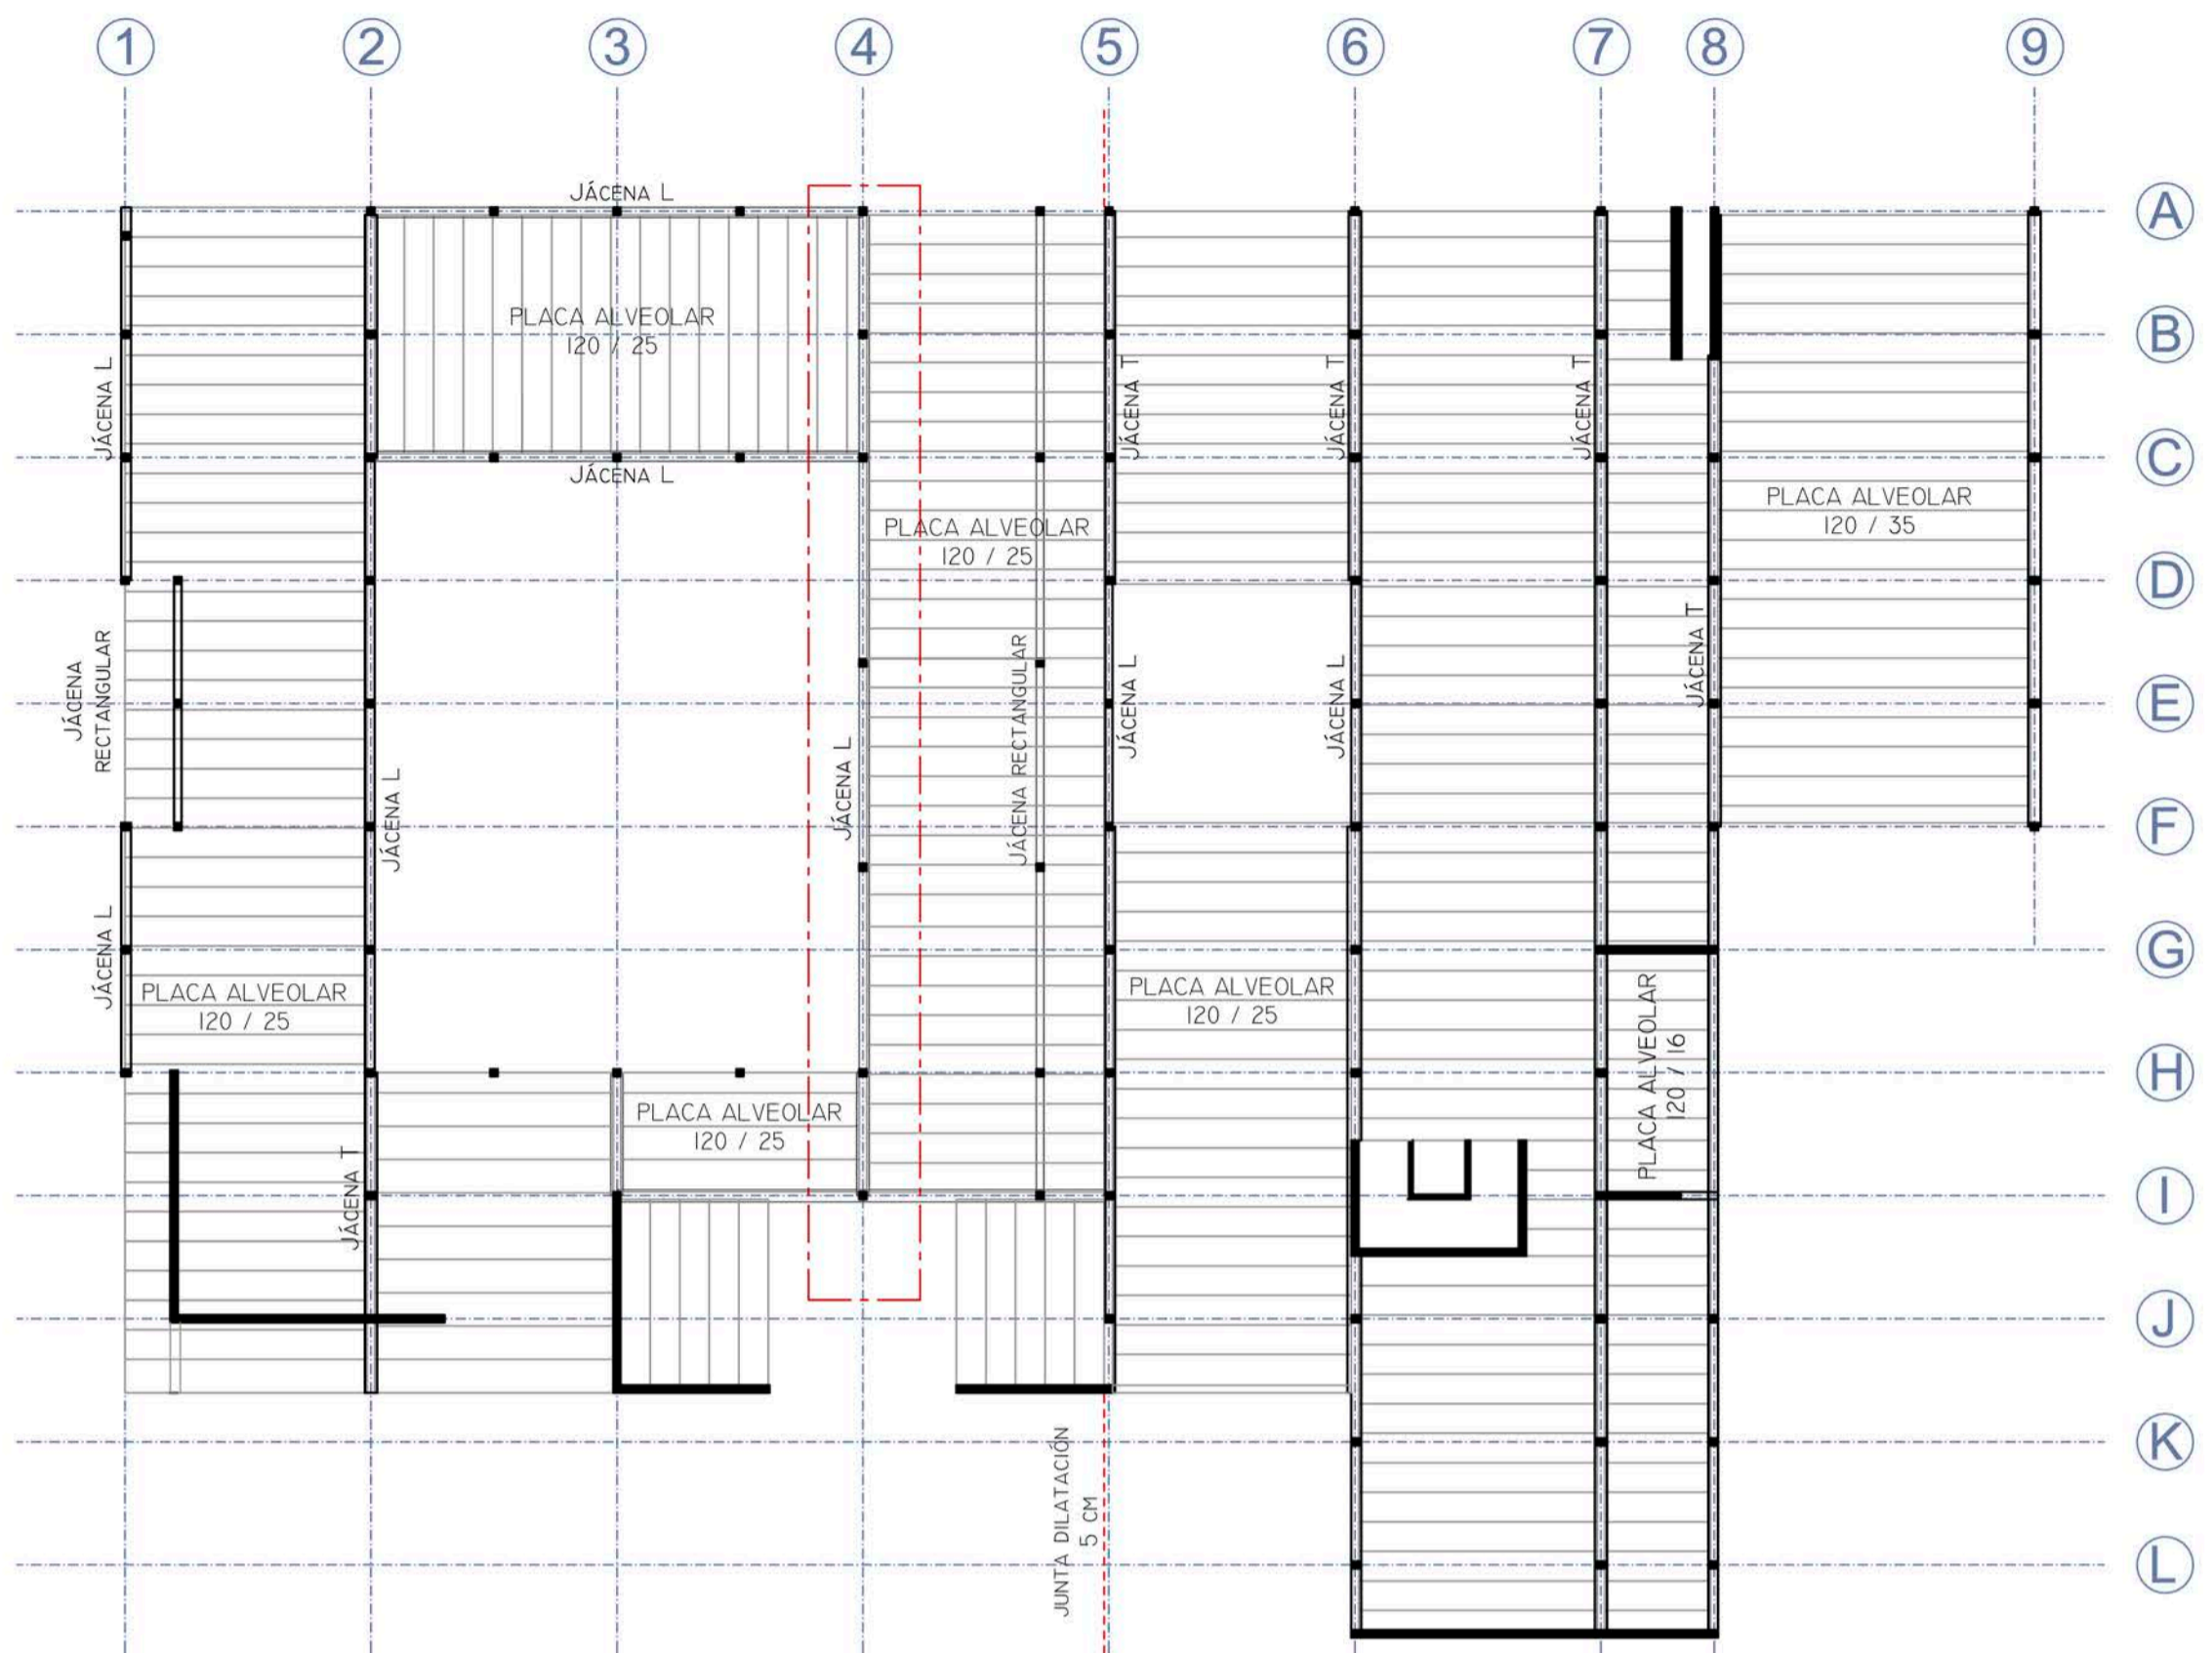 1
2
3
4
5
6
7
8
9
JÁCENA L
A
PLACA ALVEOLAR
120 / 25
B
JÁCENA L
JÁCENA T
JÁCENA T
JÁCENA T
C
JÁCENA L
PLACA ALVEOLAR
120 / 25
PLACA ALVEOLAR
120 / 35
D
JÁCENA
RECTANGULAR
JÁCENA L
JÁCENA L
JÁCENA RECTANGULAR
JÁCENA L
JÁCENA L
JÁCENA T
E
F
JÁCENA L
G
PLACA ALVEOLAR
120 / 25
PLACA ALVEOLAR
120 / 25
PLACA ALVEOLAR
120 / 16
H
PLACA ALVEOLAR
120 / 25
JÁCENA T
I
J
K
JUNTA DILATACIÓN
5 CM
L